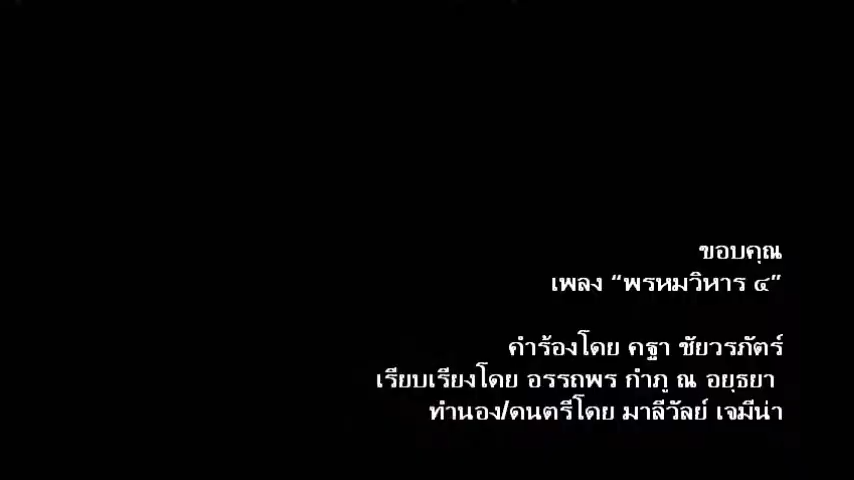 ขอบคุณ
เพลง “พรหมวิหาร ๔”
คำร้องโดย คฐา ชัยวรภัตร์
เรียบเรียงโดย อรรถพร กำภู ณ อยุธยา
ทำนอง/ดนตรีโดย มาลีวัลย์ เจมีน่า